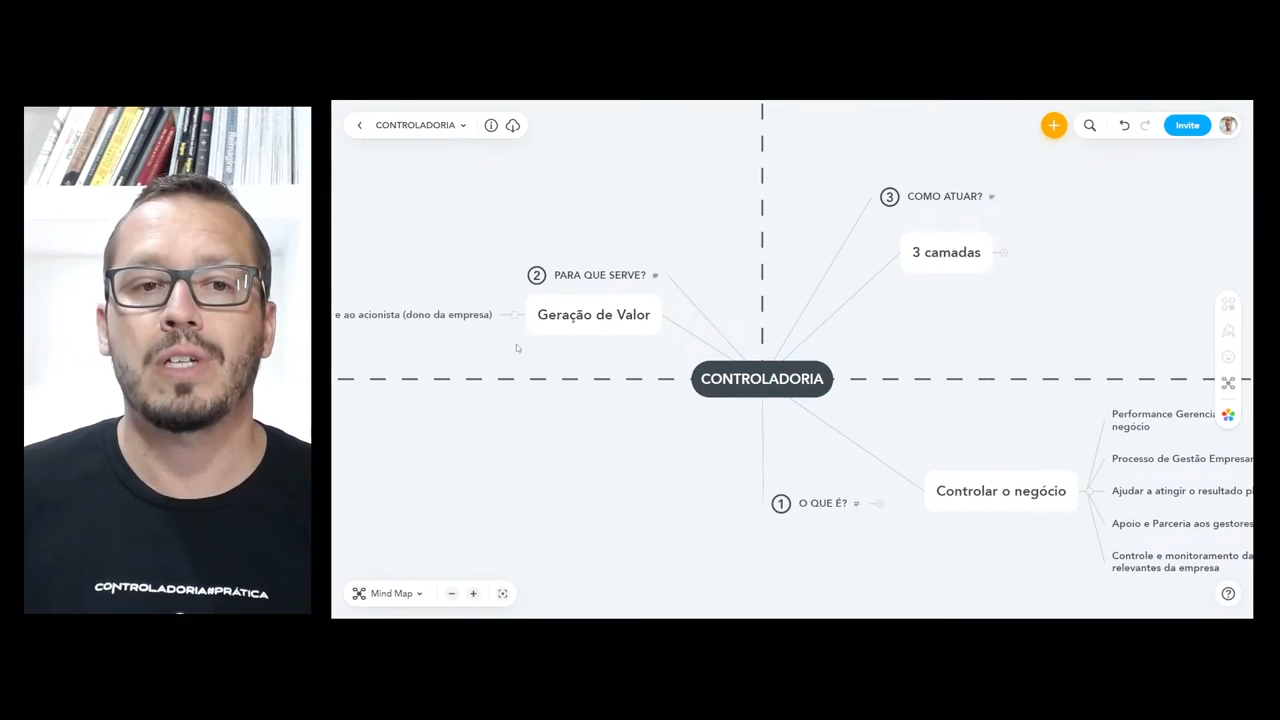 CONTROLADORIA
Invite
3 COMO ATUAR?
3 camadas
2 PARA QUE SERVE?
e ao acionista (dono da empresa)
Geração de Valor
CONTROLADORIA
Performance Gerencia
negócio
Processo de Gestão Empresar
Controlar o negócio
Ajudar a atingir o resultado pl
1 O QUE É?
Apoio e Parceria aos gestores
Controle e monitoramento da
relevantes da empresa
Mind Map
CONTROLADORIA#PRÁTICA